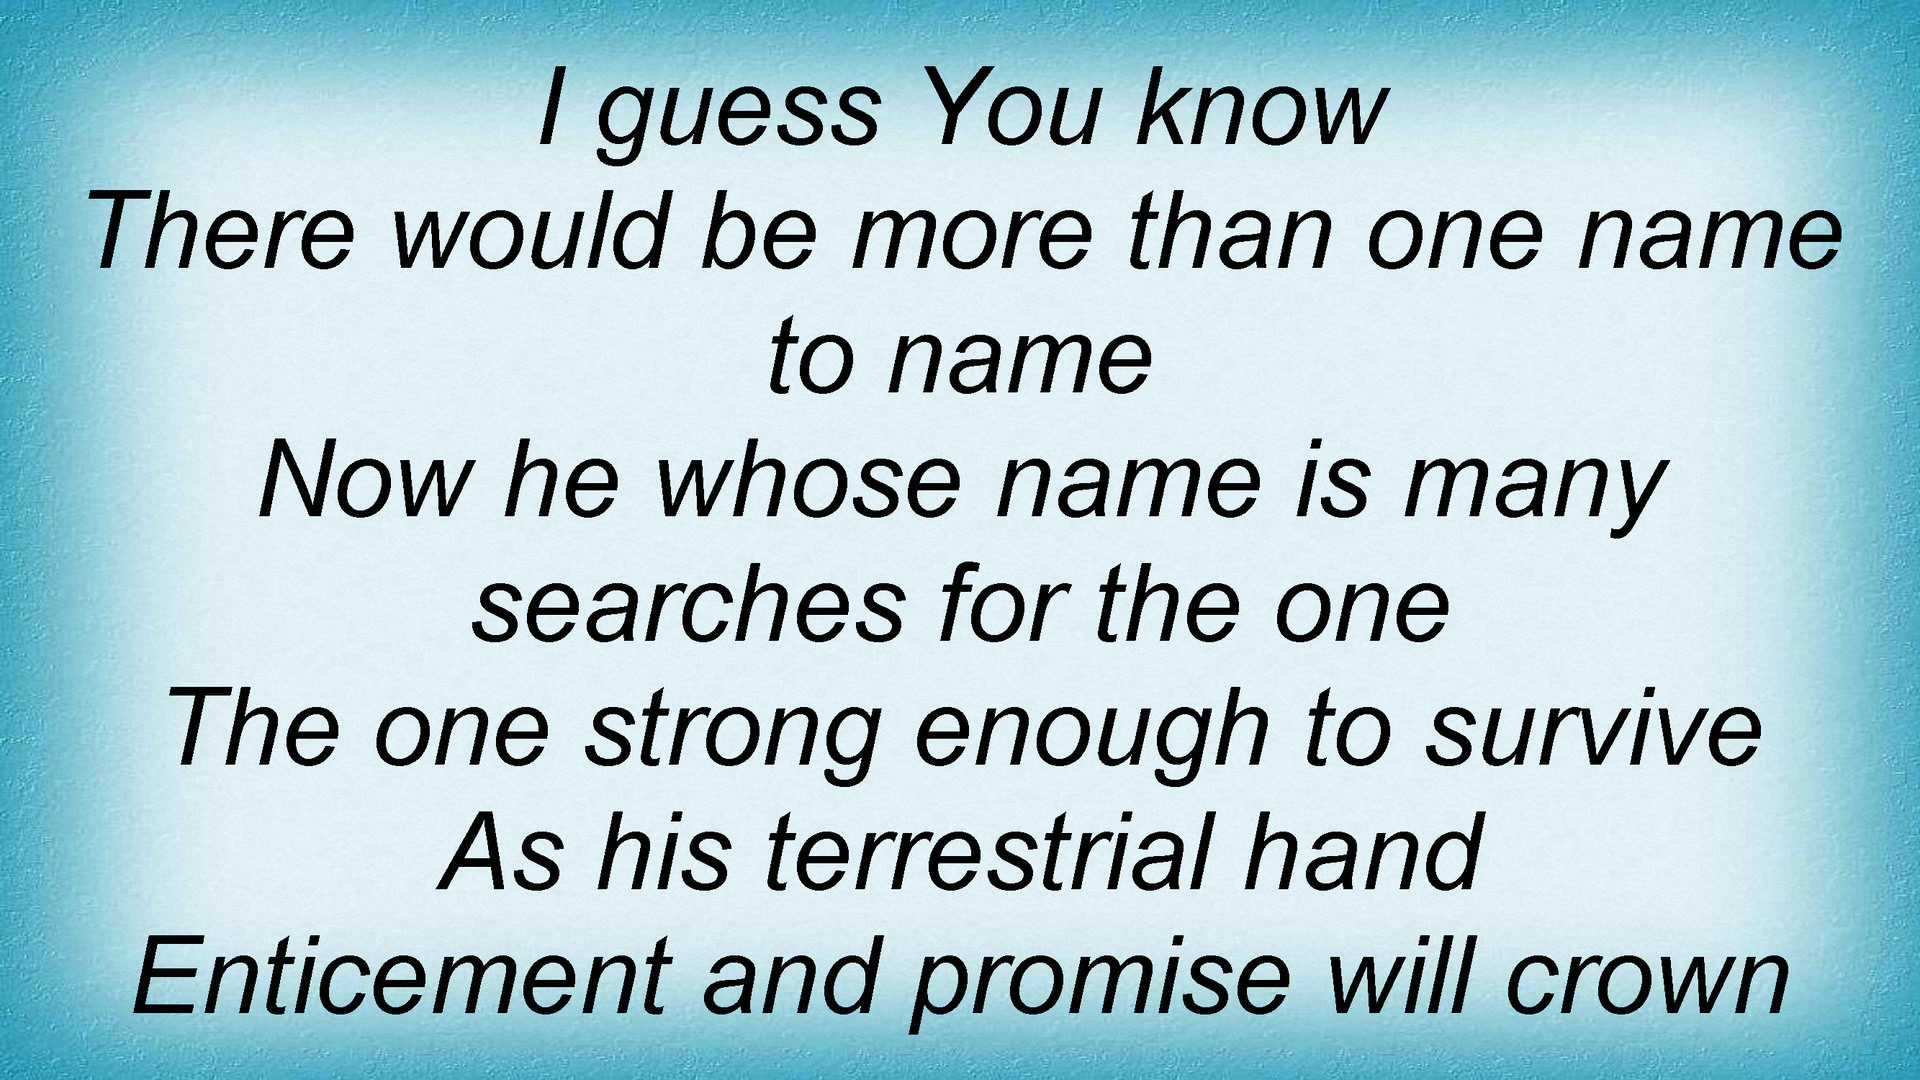 I guess You know
There would be more than one name
to name
Now he whose name is many
searches for the one
The one strong enough to survive
As his terrestrial hand
Enticement and promise will crown